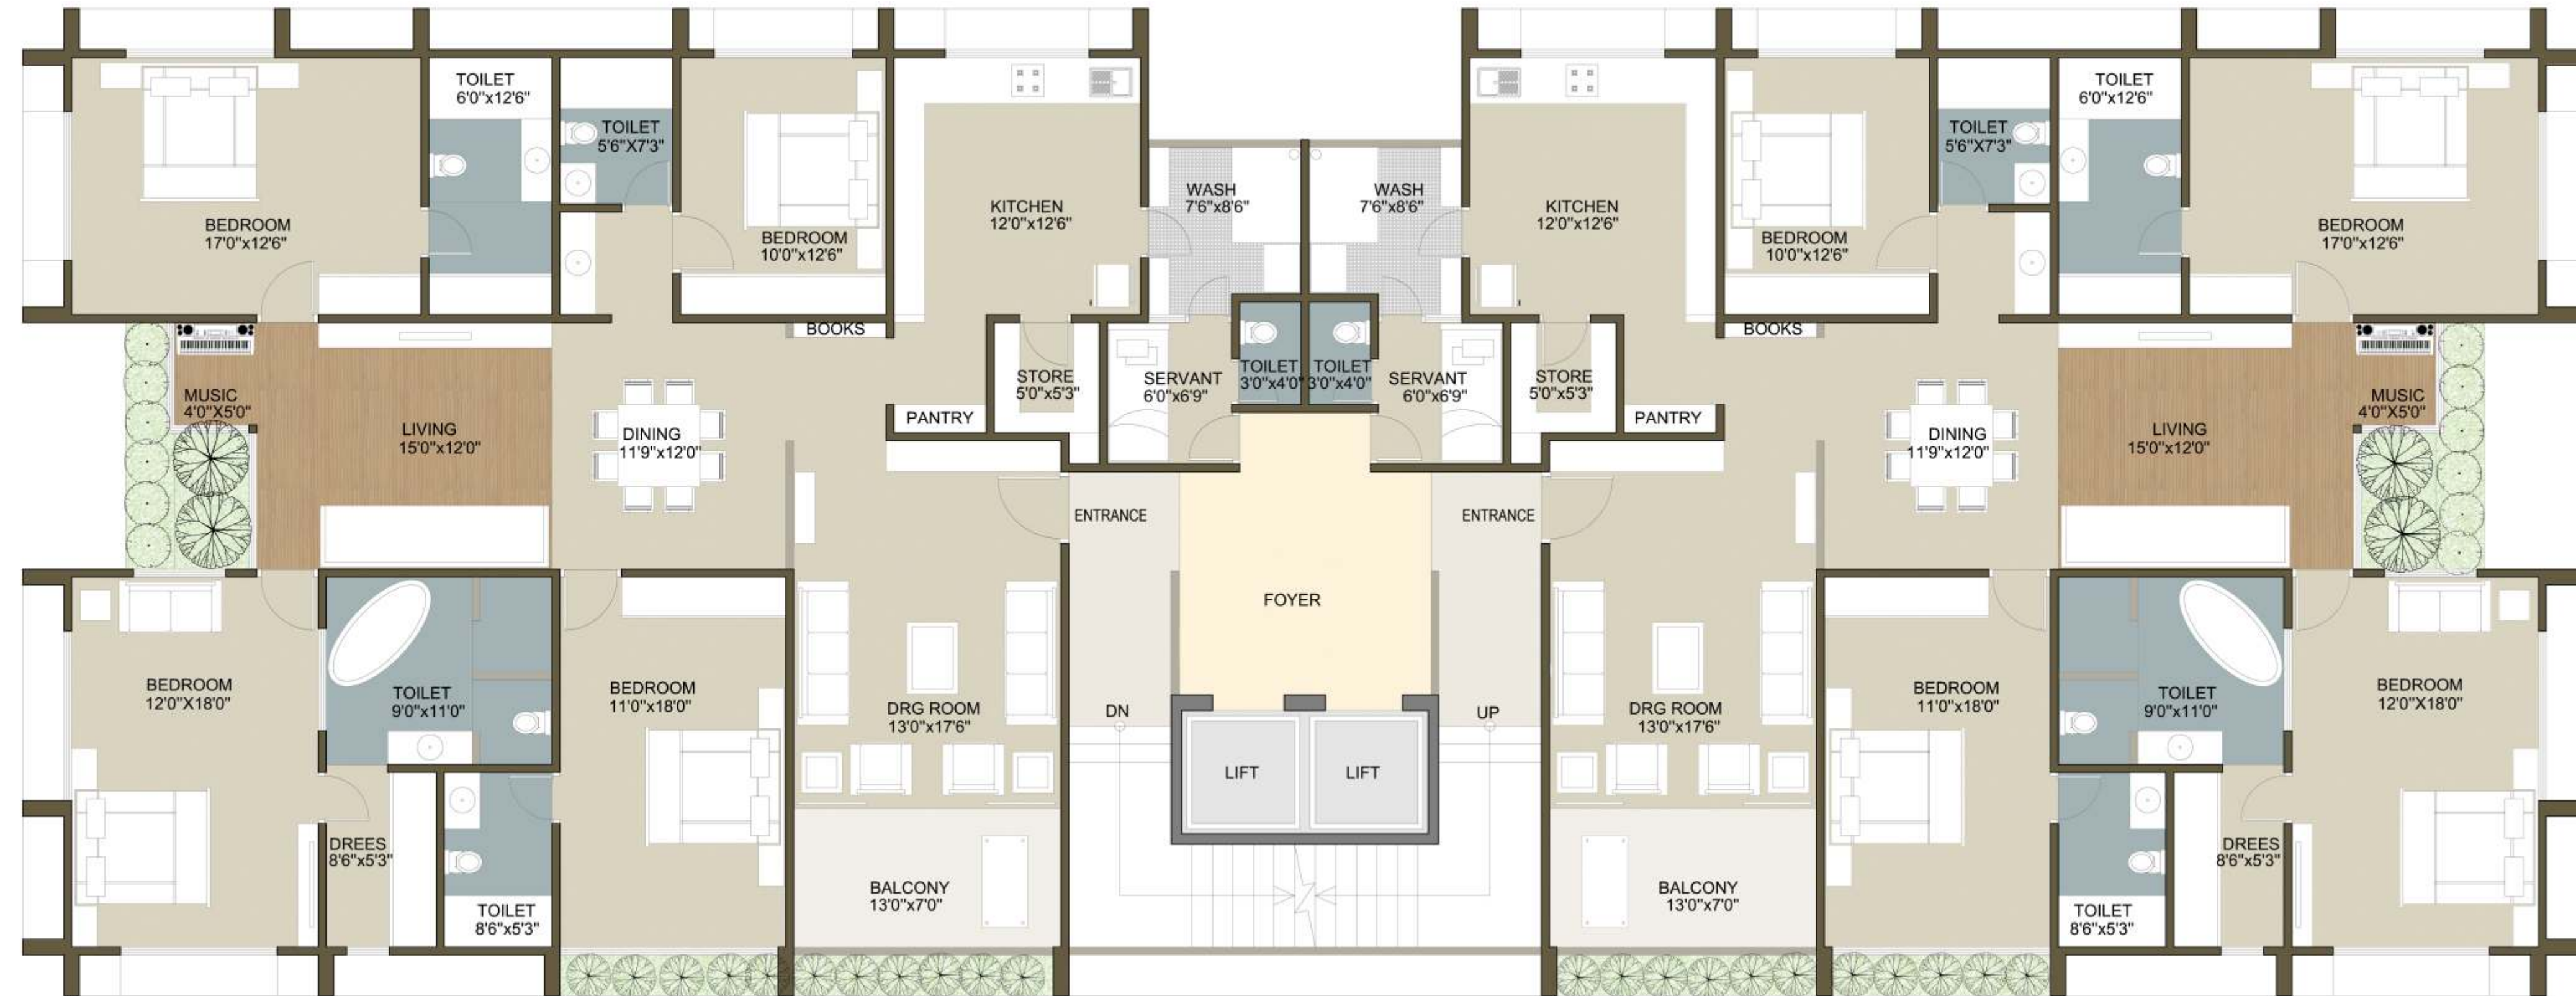 TOILET
6'0"x12'6"
TOILET
5'6"X7'3"
BEDROOM
17'0"x12'6"
BEDROOM
10'0"x12'6"
KITCHEN
12'0"x12'6"
WASH
7'6"x8'6"
WASH
7'6"x8'6"
KITCHEN
12'0"x12'6"
BEDROOM
10'0"x12'6"
TOILET
5'6"X7'3"
TOILET
6'0"x12'6"
BEDROOM
17'0"x12'6"
MUSIC
4'0"X5'0"
LIVING
15'0"x12'0"
DINING
11'9"x12'0"
BOOKS
PANTRY
STORE
5'0"x5'3"
SERVANT
6'0"x6'9"
TOILET
3'0"x4'0"
TOILET
3'0"x4'0"
SERVANT
6'0"x6'9"
STORE
5'0"x5'3"
PANTRY
BOOKS
DINING
11'9"x12'0"
LIVING
15'0"x12'0"
MUSIC
4'0"X5'0"
ENTRANCE
ENTRANCE
FOYER
BEDROOM
12'0"X18'0"
TOILET
9'0"x11'0"
BEDROOM
11'0"x18'0"
DRG ROOM
13'0"x17'6"
DN
UP
LIFT
LIFT
DRG ROOM
13'0"x17'6"
BEDROOM
11'0"x18'0"
TOILET
9'0"x11'0"
BEDROOM
12'0"X18'0"
DREES
8'6"x5'3"
TOILET
8'6"x5'3"
BALCONY
13'0"x7'0"
BALCONY
13'0"x7'0"
TOILET
8'6"x5'3"
DREES
8'6"x5'3"